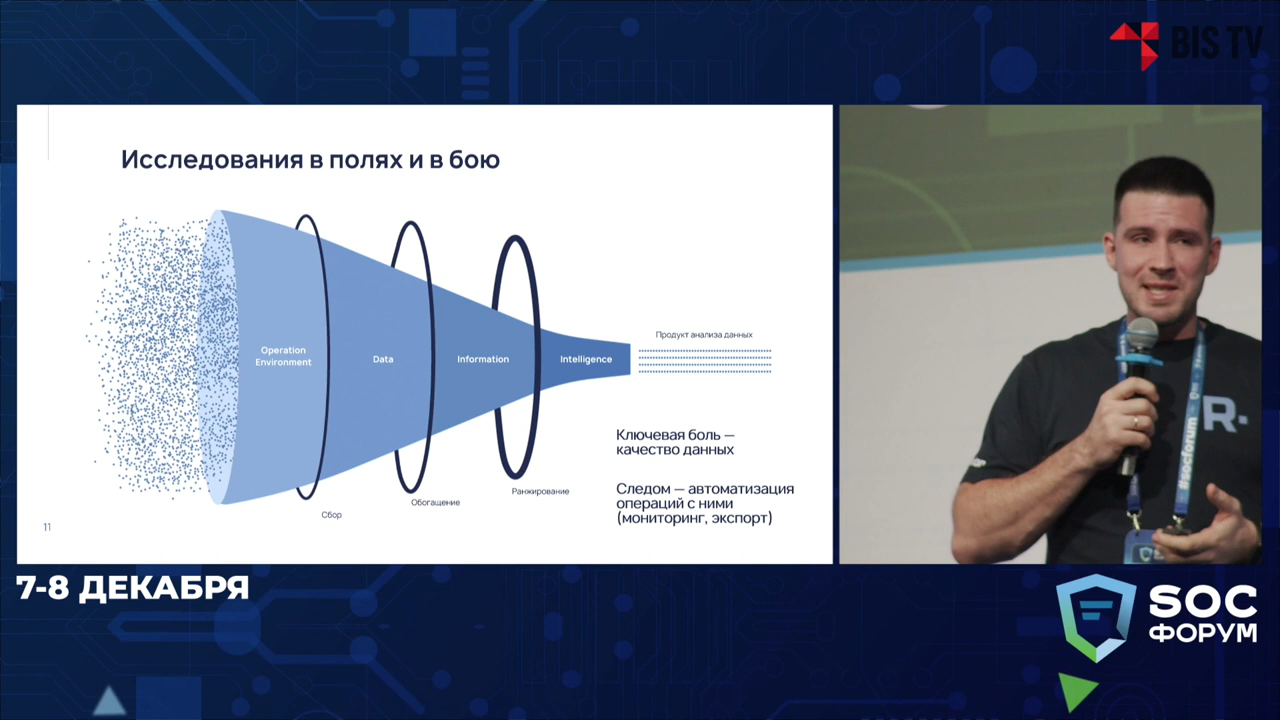 BIS TV
Исследования в полях и в бою
Operation
Environment
Data
Information
Intelligence
Продукт анализа данных
Ключевая боль —
качество данных
Следом — автоматизация
операций с ними
(мониторинг, экспорт)
Сбор
Обогащение
Ранжирование
11
R.
#socforum
7-8 ДЕКАБРЯ
SOC
ФОРУМ